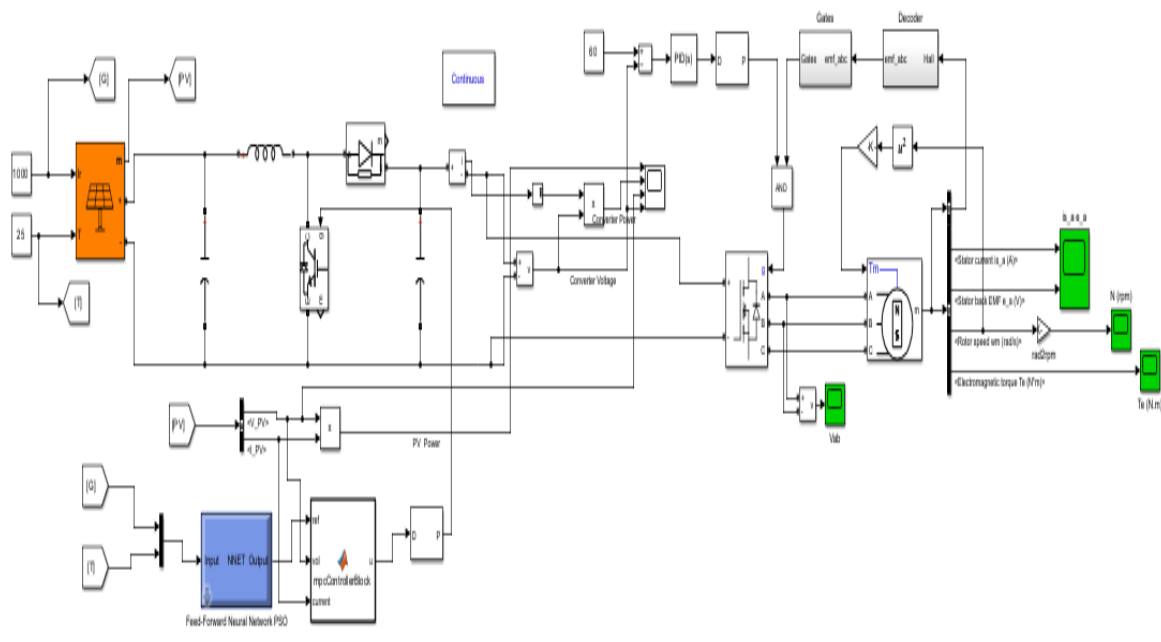 Gates
Decoder
60
PID(s)
D
P
Gates
emf_abc
emf_abc
Hall
[G]
[PV]
Continuous
K
u²
1000
Ir
m
+
25
T
-
m
+
i
-
x
AND
Converter Power
is_a e_a
+
-
v
Converter Voltage
g
Tm
<Stator current is_a (A)>
<Stator back EMF e_a (V)>
N (rpm)
[T]
+
A
A
B
B
m
N
S
-
C
C
<Rotor speed wm (rad/s)>
rad2rpm
<Electromagnetic torque Te (N*m)>
Te (N.m)
[PV]
<V_PV>
<I_PV>
x
PV Power
+
-
v
Vab
[G]
[T]
Input
NNET
Output
ref
vol
current
u
mpcControllerBlock
D
P
Feed-Forward Neural Network PSO